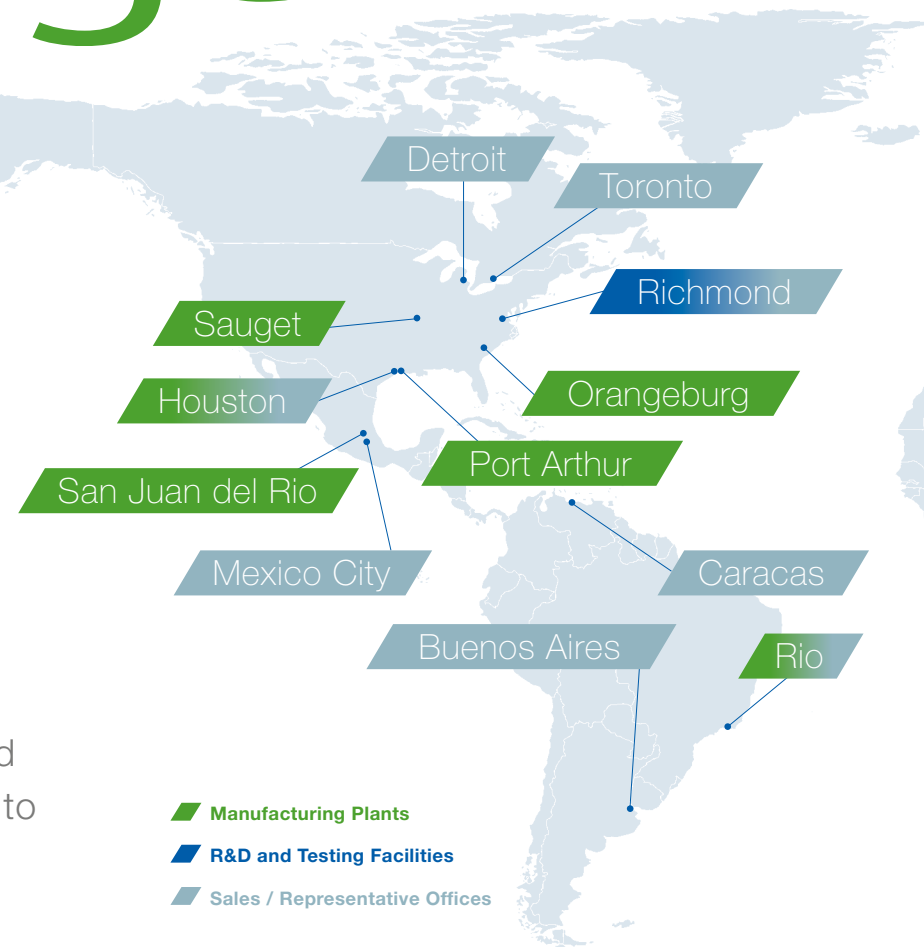 Detroit
Toronto
Richmond
Sauget
Houston
Orangeburg
Port Arthur
San Juan del Rio
Mexico City
Caracas
Buenos Aires
Rio
to
Manufacturing Plants
R&D and Testing Facilities
Sales / Representative Offices